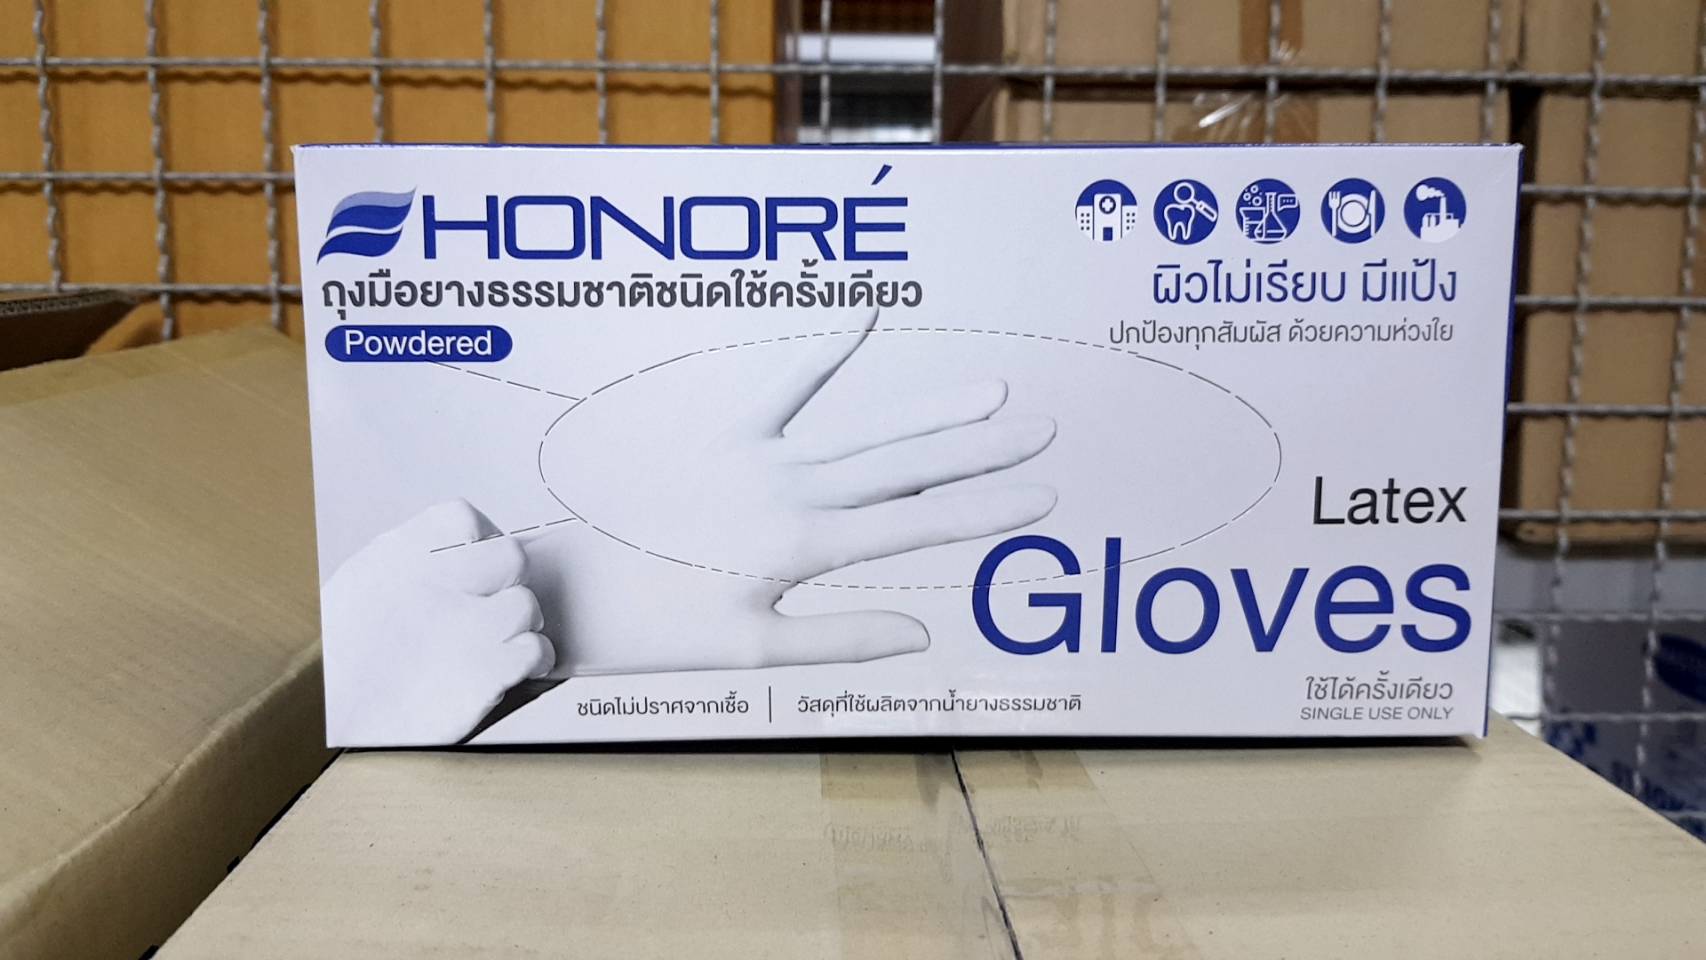 HONORÉ
ถุงมือยางธรรมชาติชนิดใช้ครั้งเดียว
Powdered
ผิวไม่เรียบ มีแป้ง
ปกป้องทุกสัมผัส ด้วยความห่วงใย
Latex
Gloves
ใช้ได้ครั้งเดียว
SINGLE USE ONLY
ชนิดไม่ปราศจากเชื้อ | วัสดุที่ใช้ผลิตจากน้ำยางธรรมชาติ